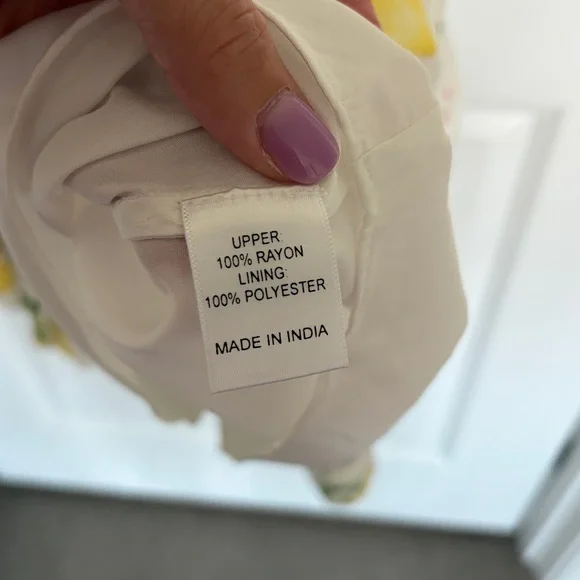 UPPER:
100% RAYON
LINING:
100% POLYESTER
MADE IN INDIA